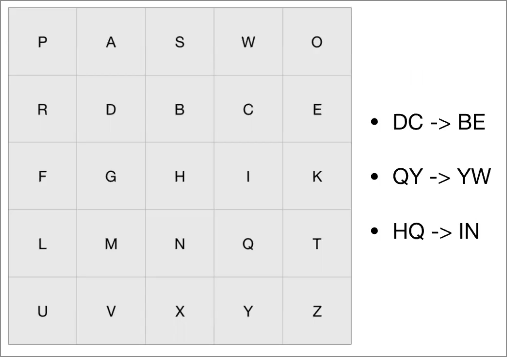 P A S W O
R D B C E
F G H I K
L M N Q T
U V X Y Z
• DC -> BE
• QY -> YW
• HQ -> IN